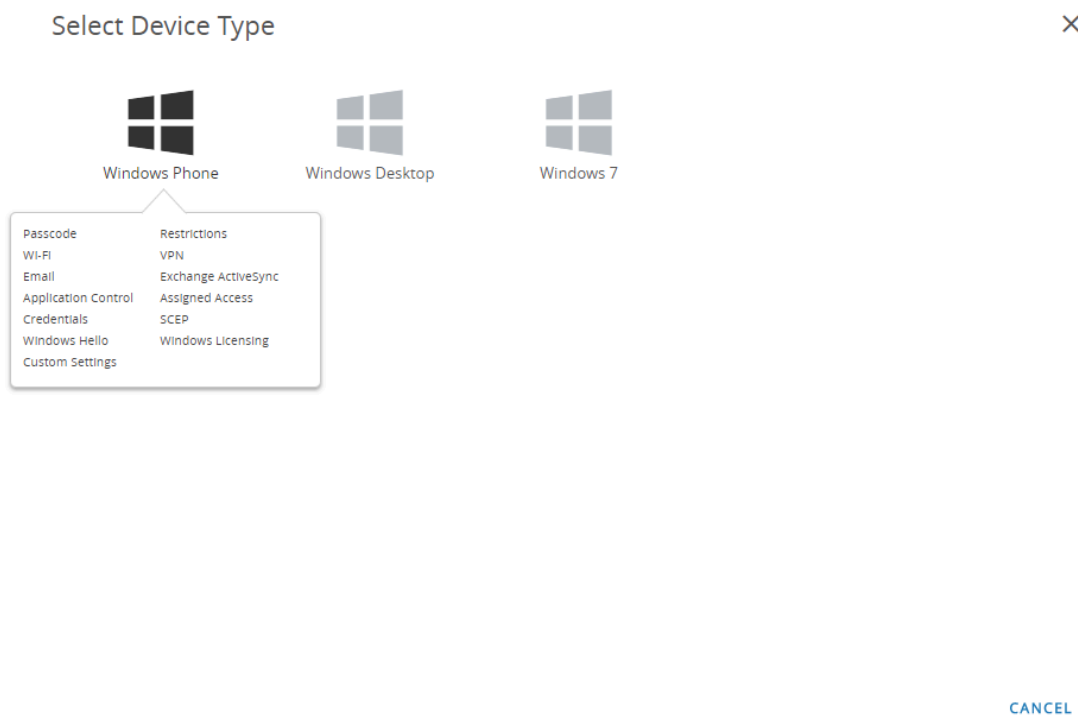 Select Device Type
Windows Phone
Windows Desktop
Windows 7
Passcode Restrictions
Wi-Fi VPN
Email Exchange ActiveSync
Application Control Assigned Access
Credentials SCEP
Windows Hello Windows Licensing
Custom Settings
CANCEL